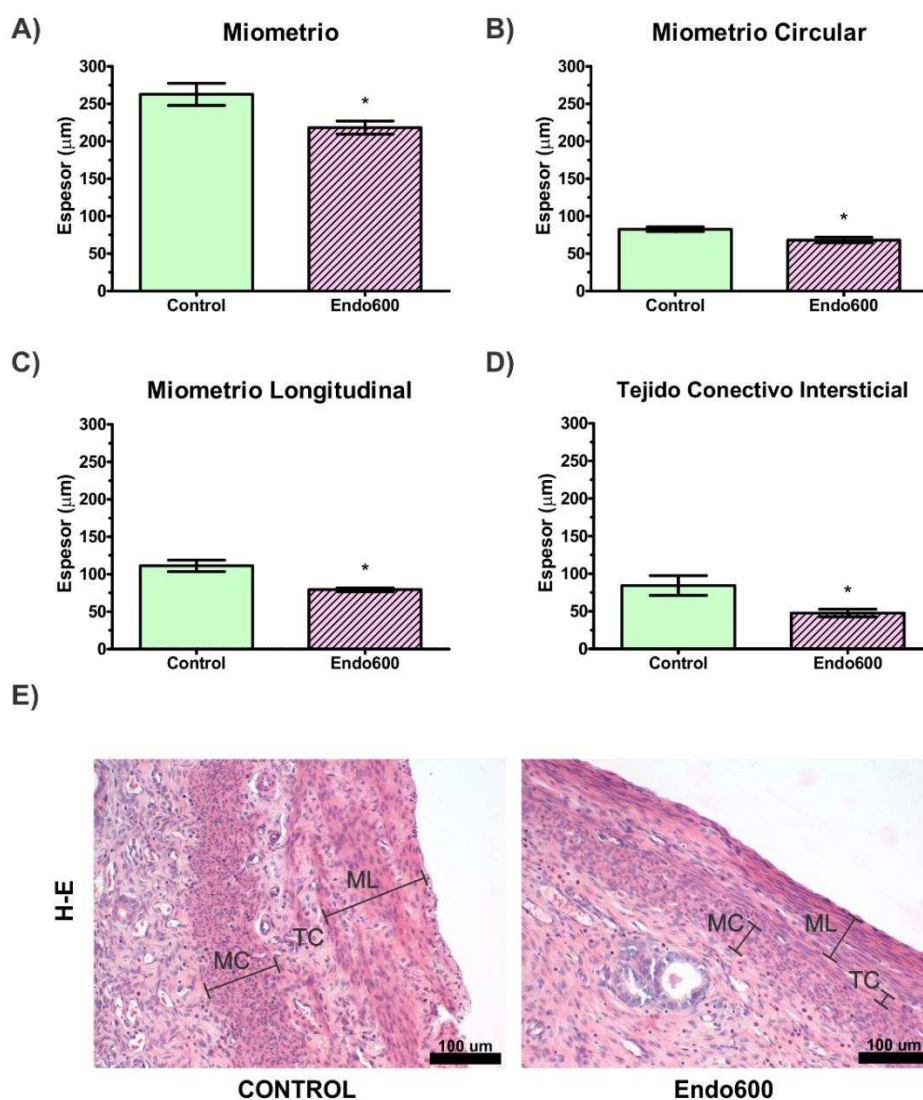 A)
Miometrio
Espesor (μm)
300
250
200
150
100
50
0
*
Control
Endo600
B)
Miometrio Circular
Espesor (μm)
300
250
200
150
100
50
0
*
Control
Endo600
C)
Miometrio Longitudinal
Espesor (μm)
300
250
200
150
100
50
0
*
Control
Endo600
D)
Tejido Conectivo Intersticial
Espesor (μm)
300
250
200
150
100
50
0
*
Control
Endo600
E)
H-E
ML
TC
MC
100 um
CONTROL
MC
ML
TC
100 um
Endo600